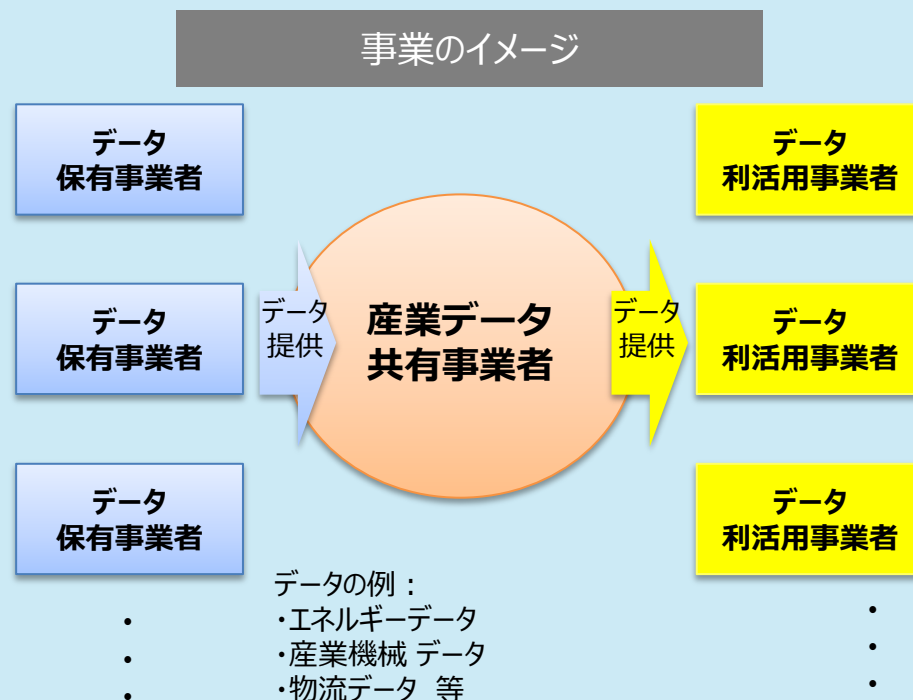 事業のイメージ
データ
保有事業者
データ
利活用事業者
データ
保有事業者
データ
提供
産業データ
共有事業者
データ
提供
データ
利活用事業者
データ
保有事業者
データ
利活用事業者
データの例：
・エネルギーデータ
・産業機械 データ
・物流データ 等
・
・
・
・
・
・